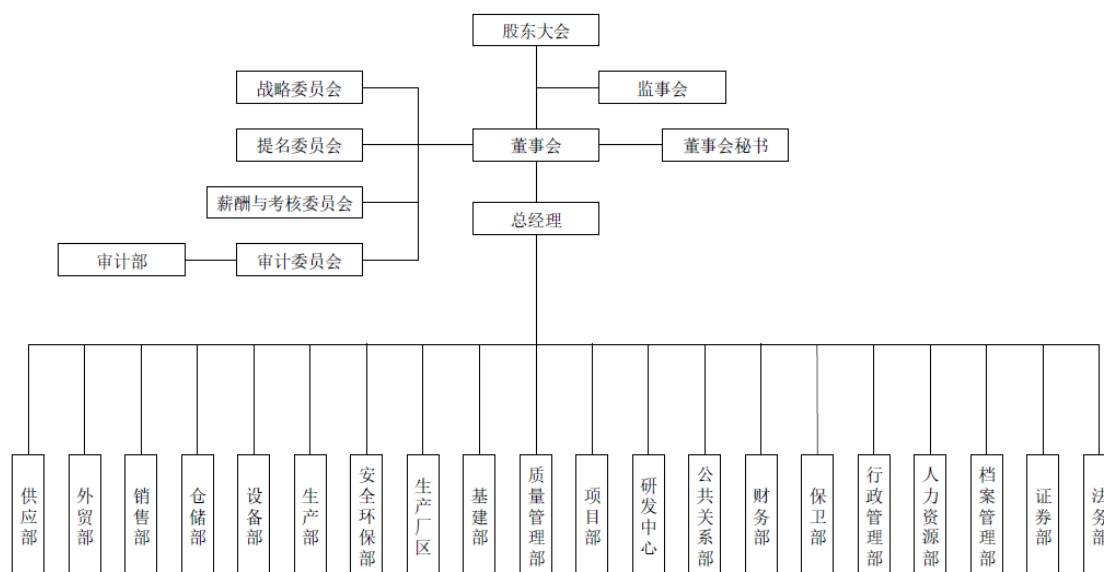 股东大会
战略委员会
监事会
提名委员会
董事会
董事会秘书
薪酬与考核委员会
总经理
审计部
审计委员会
供应部
外贸部
销售部
仓储部
设备部
生产部
安全环保部
生产厂区
基建部
质量管理部
项目部
研发中心
公共关系部
财务部
保卫部
行政管理部
人力资源部
档案管理部
证券部
法务部